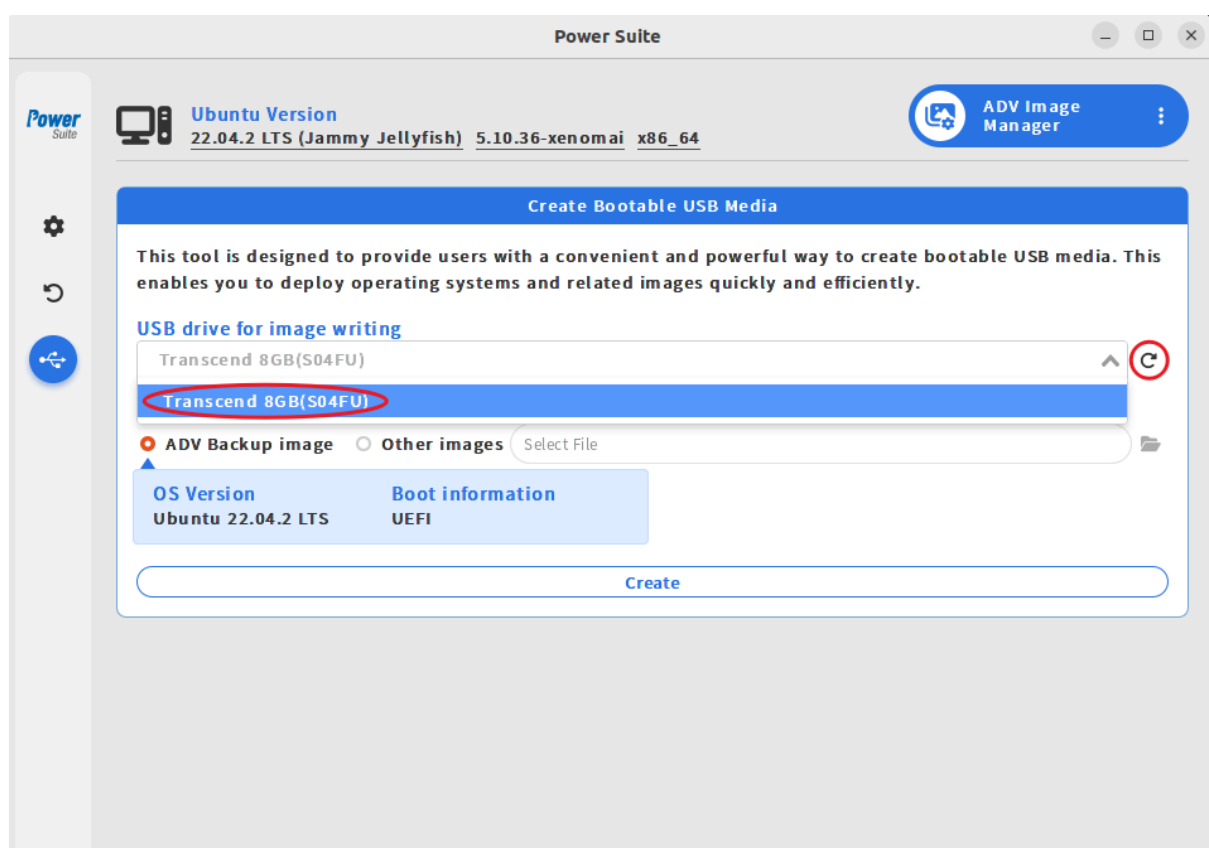 Power Suite
Power
Suite
Ubuntu Version
22.04.2 LTS (Jammy Jellyfish) 5.10.36-xenomai x86_64
ADV Image
Manager
Create Bootable USB Media
This tool is designed to provide users with a convenient and powerful way to create bootable USB media. This
enables you to deploy operating systems and related images quickly and efficiently.
USB drive for image writing
Transcend 8GB(S04FU)
Transcend 8GB(S04FU)
ADV Backup image Other images Select File
OS Version Boot information
Ubuntu 22.04.2 LTS UEFI
Create